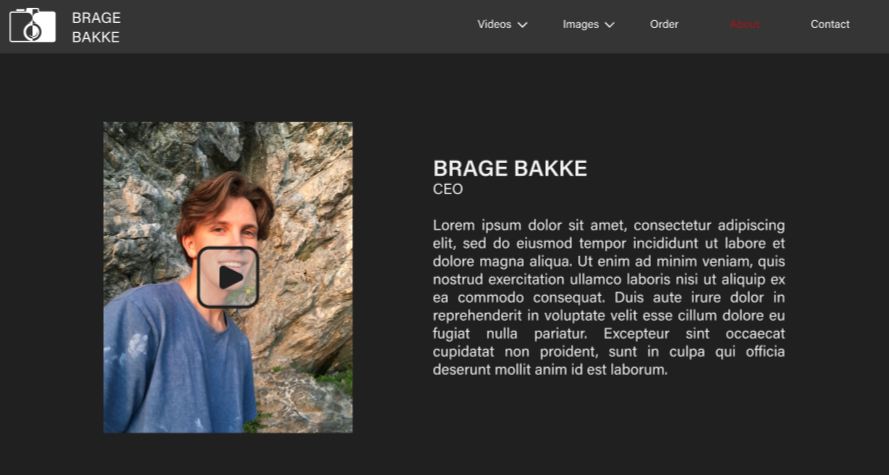 BRAGE
BAKKE
Videos Images Order About Contact
BRAGE BAKKE
CEO
Lorem ipsum dolor sit amet, consectetur adipiscing
elit, sed do eiusmod tempor incididunt ut labore et
dolore magna aliqua. Ut enim ad minim veniam, quis
nostrud exercitation ullamco laboris nisi ut aliquip ex
ea commodo consequat. Duis aute irure dolor in
reprehenderit in voluptate velit esse cillum dolore eu
fugiat nulla pariatur. Excepteur sint occaecat
cupidatat non proident, sunt in culpa qui officia
deserunt mollit anim id est laborum.